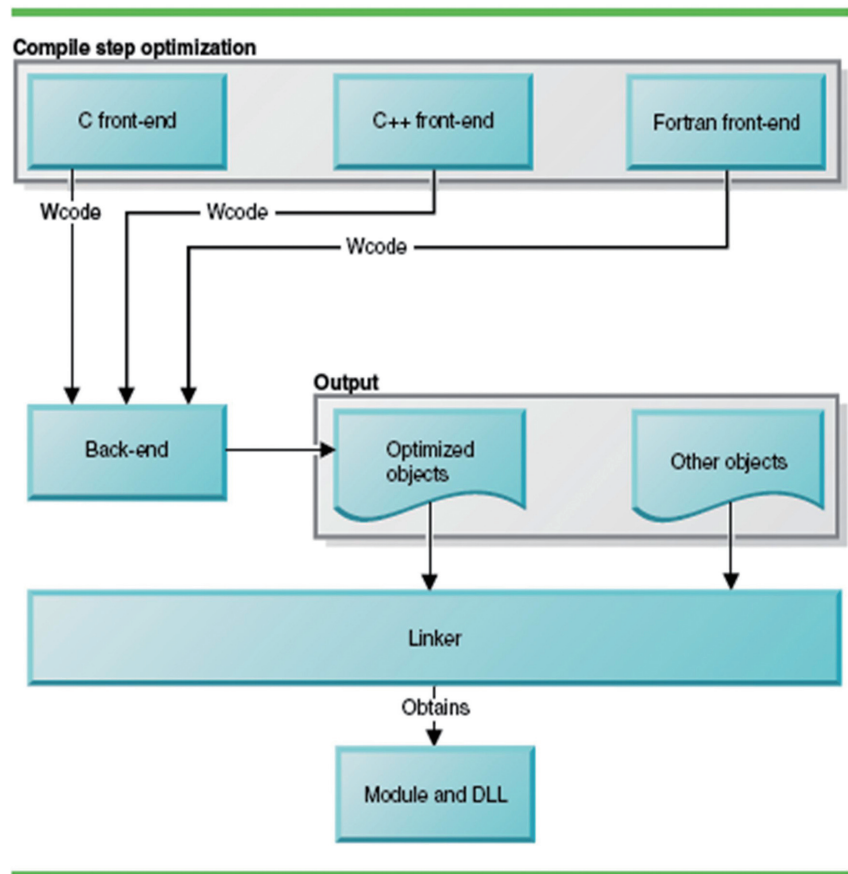 Compile step optimization
C front-end
C++ front-end
Fortran front-end
Wcode
Wcode
Wcode
Output
Back-end
Optimized
objects
Other objects
Linker
Obtains
Module and DLL